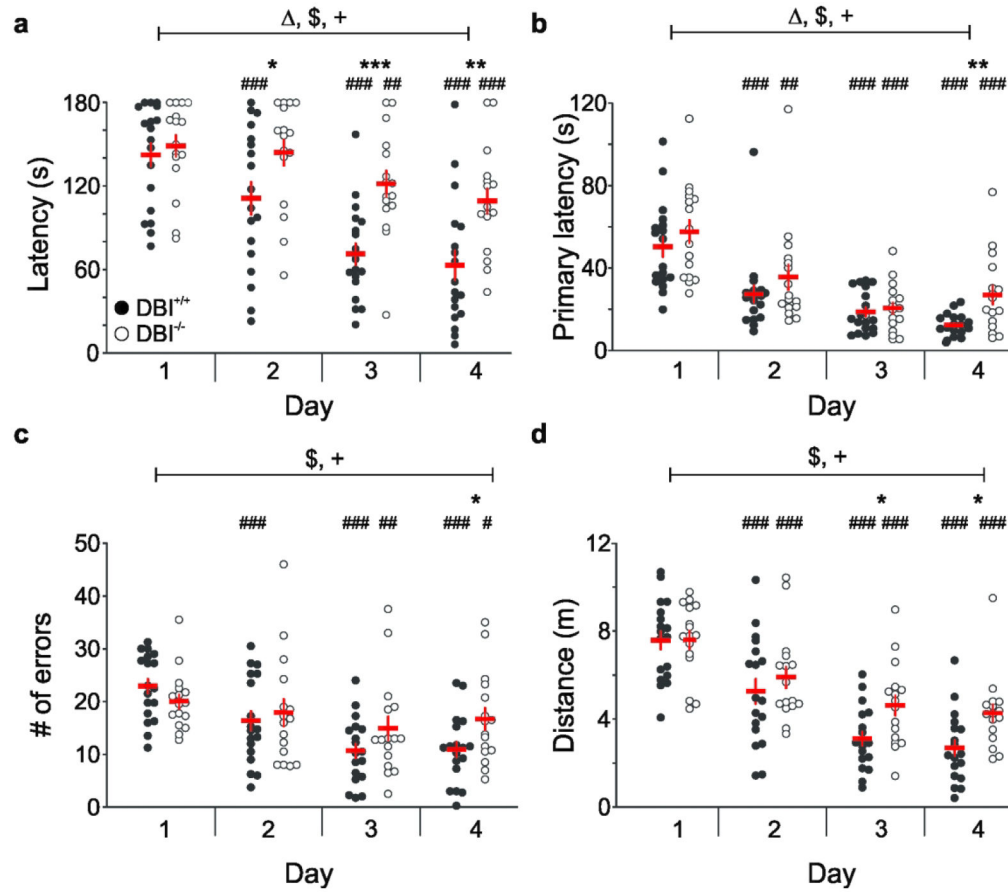 a
Δ, $, +
* *** **
### ### ## ### ###
Latency (s)
180
120
60
0
DBI+/+
DBI-/-
1 2 3 4
Day
b
Δ, $, +
**
### ## ### ### ### ###
Primary latency (s)
120
80
40
0
1 2 3 4
Day
c
$, +
*
### ### ## ### #
# of errors
50
40
30
20
10
0
1 2 3 4
Day
d
$, +
* *
### ### ### ### ### ###
Distance (m)
12
8
4
0
1 2 3 4
Day